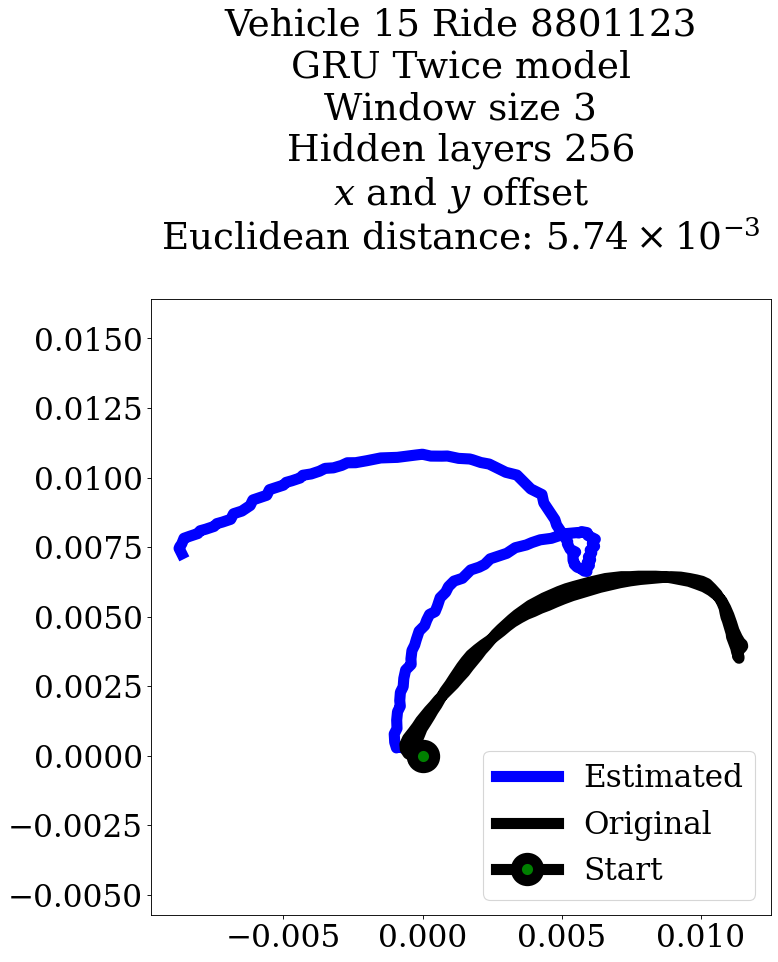 Vehicle 15 Ride 8801123
GRU Twice model
Window size 3
Hidden layers 256
x and y offset
Euclidean distance: 5.74 × 10⁻³
0.0150
0.0125
0.0100
0.0075
0.0050
0.0025
0.0000
−0.0025
−0.0050
−0.005 0.000 0.005 0.010
Estimated
Original
Start